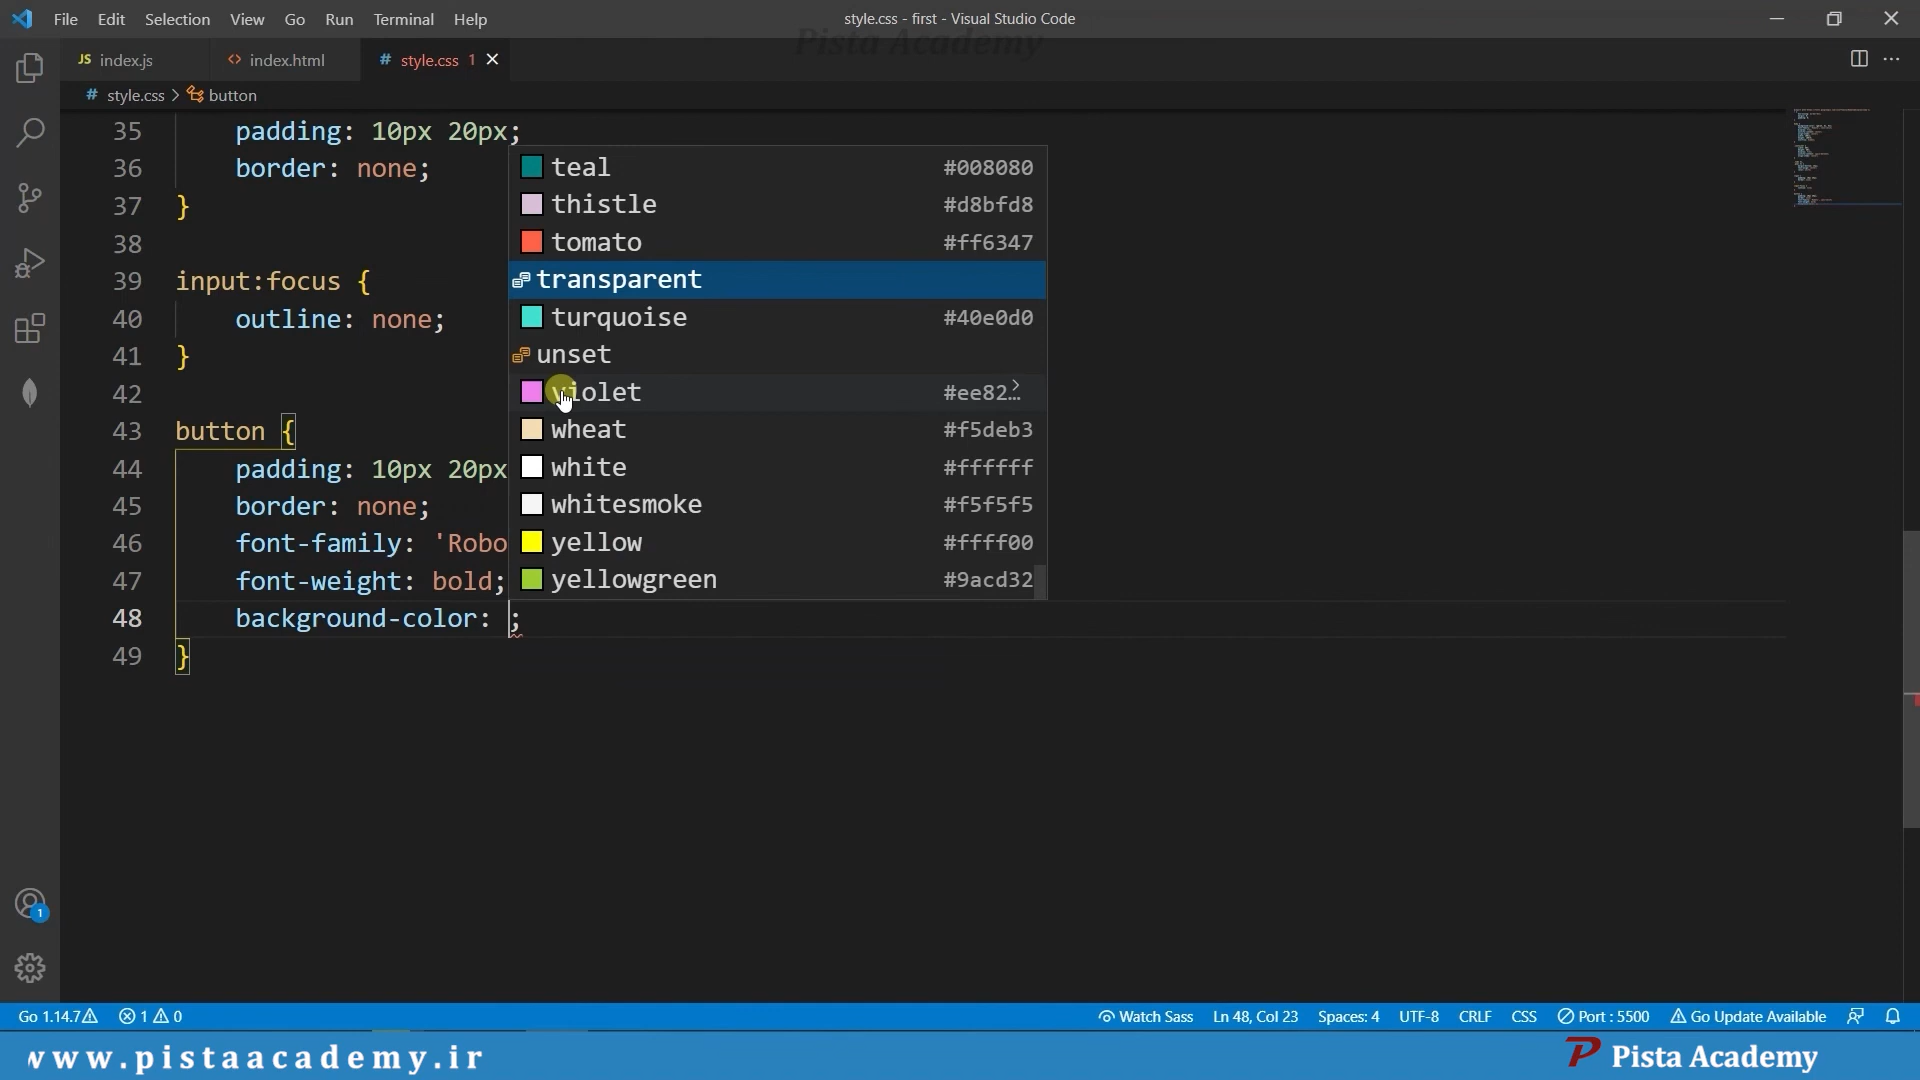 File Edit Selection View Go Run Terminal Help
style.css - first - Visual Studio Code
Pista Academy
JS index.js
<> index.html
# style.css 1
# style.css > button
35 padding: 10px 20px;
36 border: none;
37 }
38
39 input:focus {
40 outline: none;
41 }
42
43 button {
44 padding: 10px 20px
45 border: none;
46 font-family: 'Robo
47 font-weight: bold;
48 background-color: ;
49 }
teal #008080
thistle #d8bfd8
tomato #ff6347
transparent
turquoise #40e0d0
unset
violet #ee82…
wheat #f5deb3
white #ffffff
whitesmoke #f5f5f5
yellow #ffff00
yellowgreen #9acd32
1
Go 1.14.7 1 0 Watch Sass Ln 48, Col 23 Spaces: 4 UTF-8 CRLF CSS Port : 5500 Go Update Available
www.pistaacademy.ir
P Pista Academy